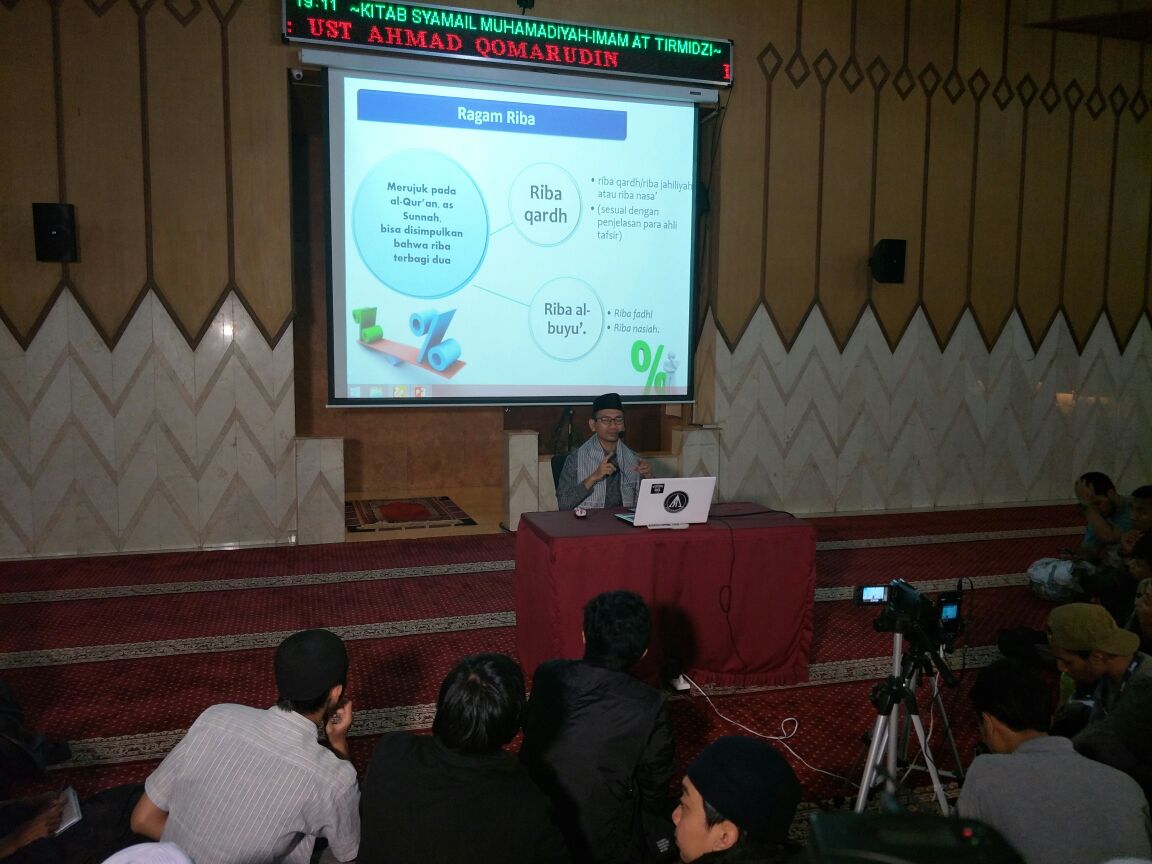 19:11 ~KITAB SYAMAIL MUHAMADIYAH-IMAM AT TIRMIDZI~
: UST AHMAD QOMARUDIN
Ragam Riba
Merujuk pada
al-Qur'an, as
Sunnah,
bisa disimpulkan
bahwa riba
terbagi dua
Riba
qardh
• riba qardh/riba jahiliyah
atau riba nasa'
• (sesuai dengan
penjelasan para ahli
tafsir)
Riba al-
buyu'.
• Riba fadhl
• Riba nasiah.
%
%
%